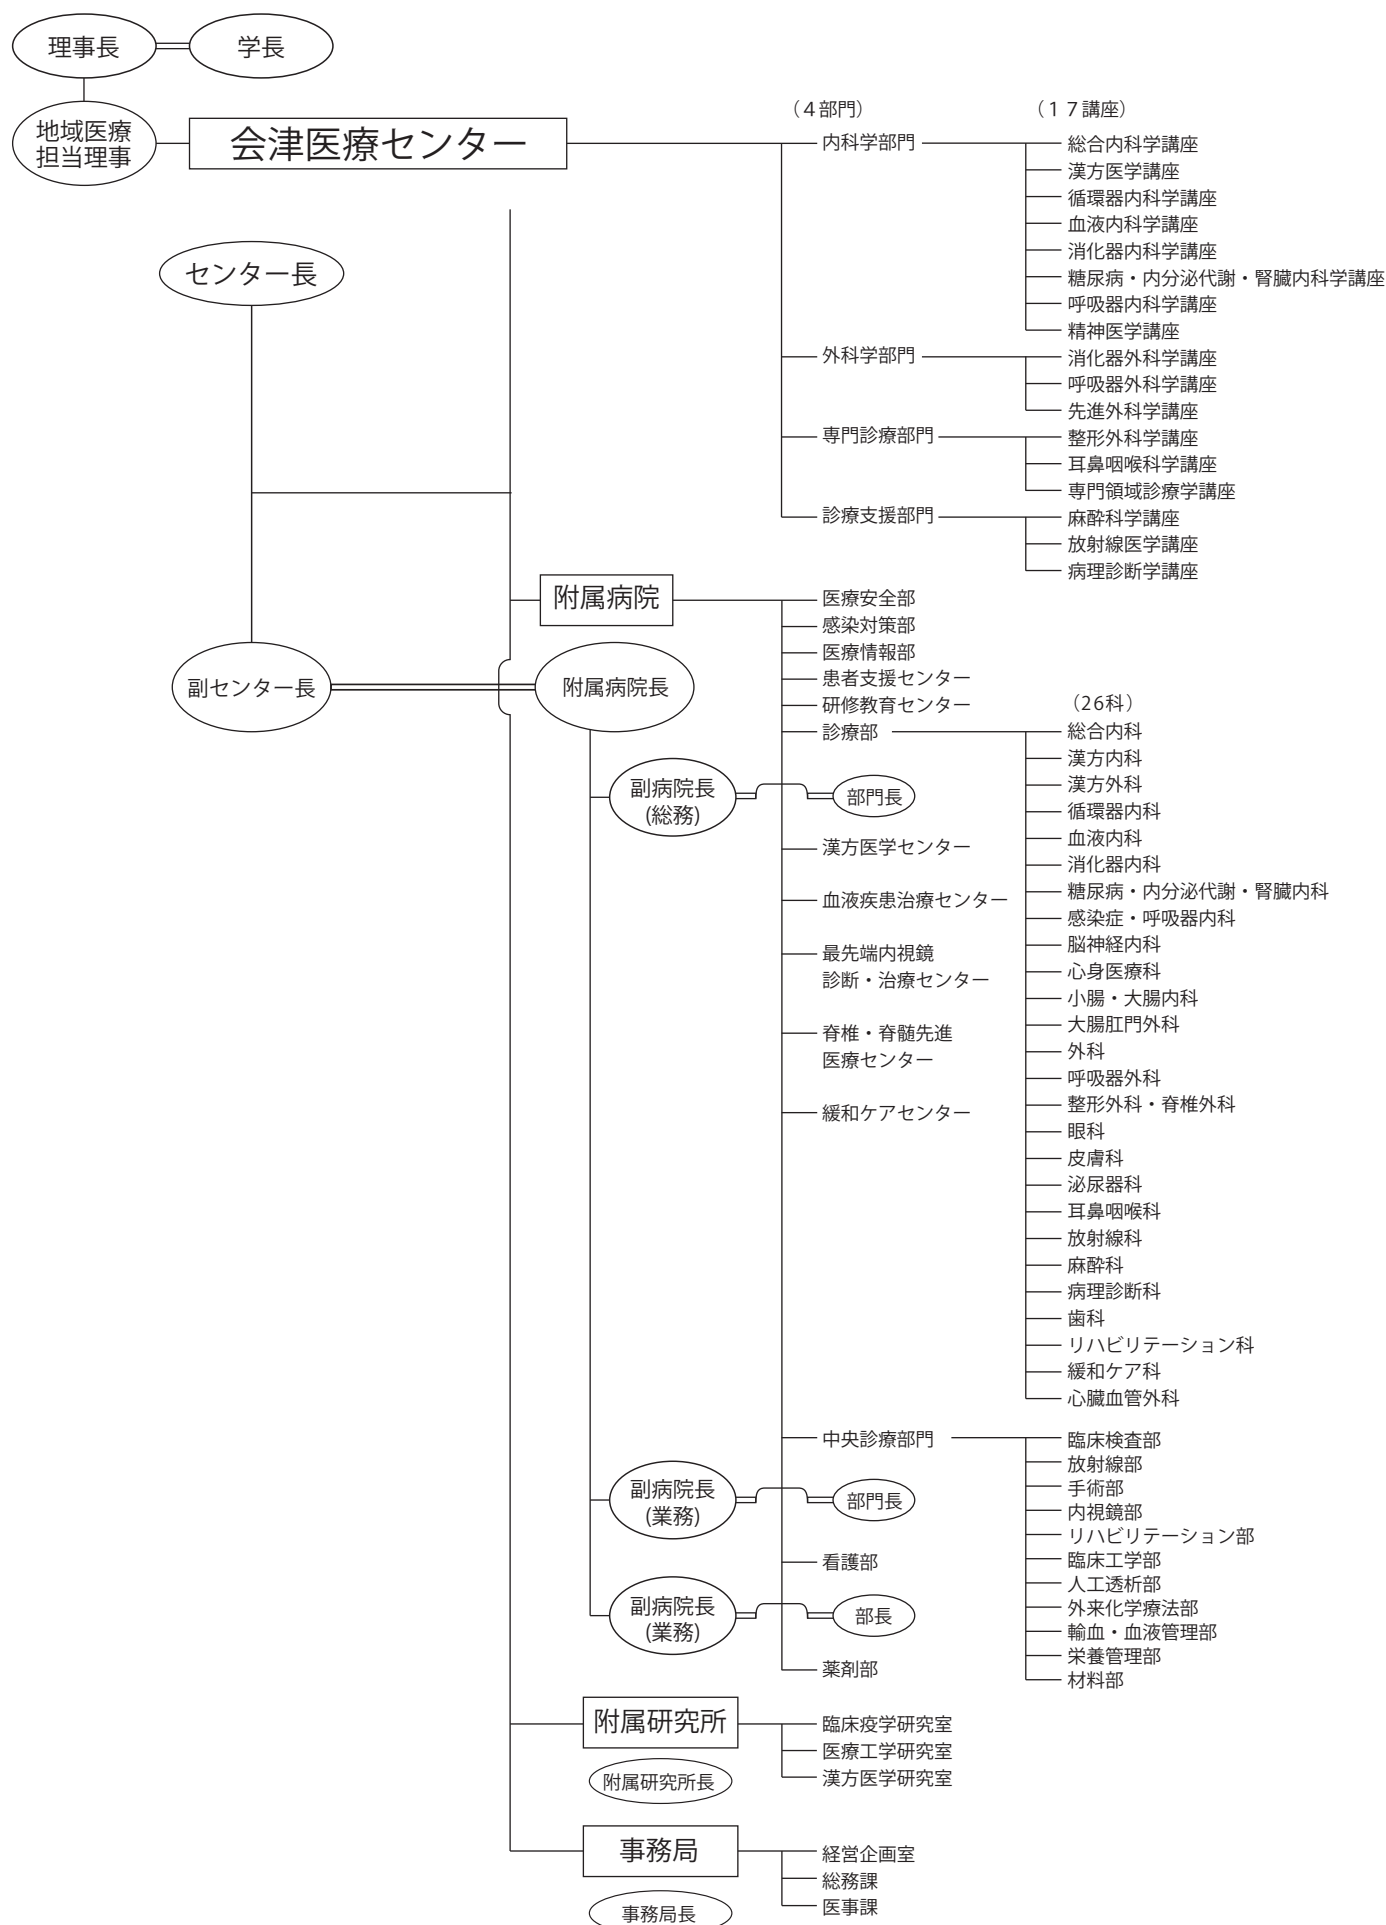 理事長
学長
地域医療
担当理事
会津医療センター
センター長
副センター長
(4部門)
(17講座)
内科学部門
総合内科学講座
漢方医学講座
循環器内科学講座
血液内科学講座
消化器内科学講座
糖尿病・内分泌代謝・腎臓内科学講座
呼吸器内科学講座
精神医学講座
外科学部門
消化器外科学講座
呼吸器外科学講座
先進外科学講座
専門診療部門
整形外科学講座
耳鼻咽喉科学講座
専門領域診療学講座
診療支援部門
麻酔科学講座
放射線医学講座
病理診断学講座
附属病院
附属病院長
医療安全部
感染対策部
医療情報部
患者支援センター
研修教育センター
診療部
(26科)
総合内科
漢方内科
漢方外科
循環器内科
血液内科
消化器内科
糖尿病・内分泌代謝・腎臓内科
感染症・呼吸器内科
脳神経内科
心身医療科
小腸・大腸内科
大腸肛門外科
外科
呼吸器外科
整形外科・脊椎外科
眼科
皮膚科
泌尿器科
耳鼻咽喉科
放射線科
麻酔科
病理診断科
歯科
リハビリテーション科
緩和ケア科
心臓血管外科
副病院長
(総務)
部門長
漢方医学センター
血液疾患治療センター
最先端内視鏡
診断・治療センター
脊椎・脊髄先進
医療センター
緩和ケアセンター
中央診療部門
臨床検査部
放射線部
手術部
内視鏡部
リハビリテーション部
臨床工学部
人工透析部
外来化学療法部
輸血・血液管理部
栄養管理部
材料部
副病院長
(業務)
部門長
看護部
副病院長
(業務)
部長
薬剤部
附属研究所
附属研究所長
臨床疫学研究室
医療工学研究室
漢方医学研究室
事務局
事務局長
経営企画室
総務課
医事課